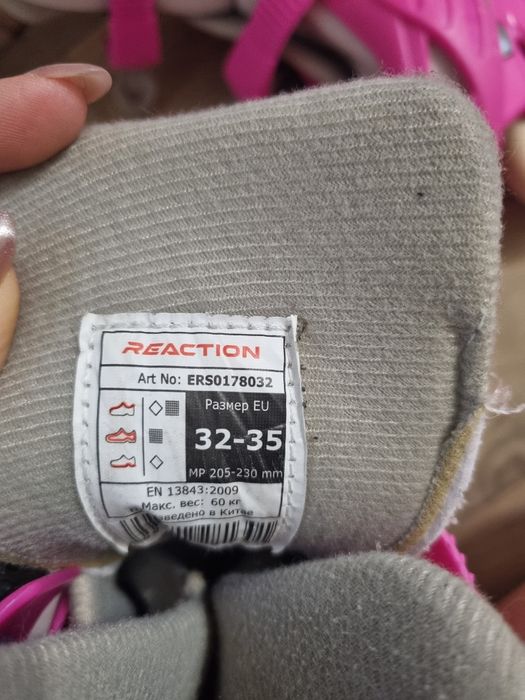 REACTION
Art No: ERS0178032
Размер EU
32-35
MP 205-230 mm
EN 13843:2009
Макс. вес: 60 кг
в Китае